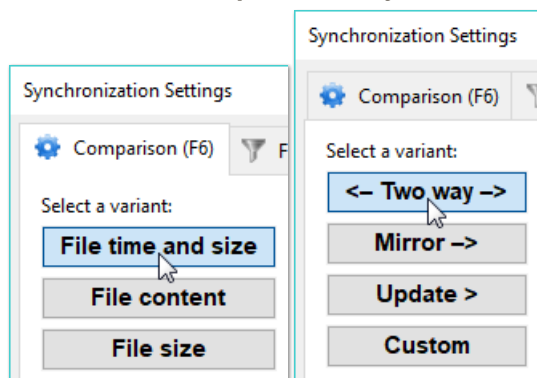 Synchronization Settings
Comparison (F6)
F
Select a variant:
File time and size
File content
File size
Synchronization Settings
Comparison (F6)
Select a variant:
<– Two way –>
Mirror –>
Update >
Custom